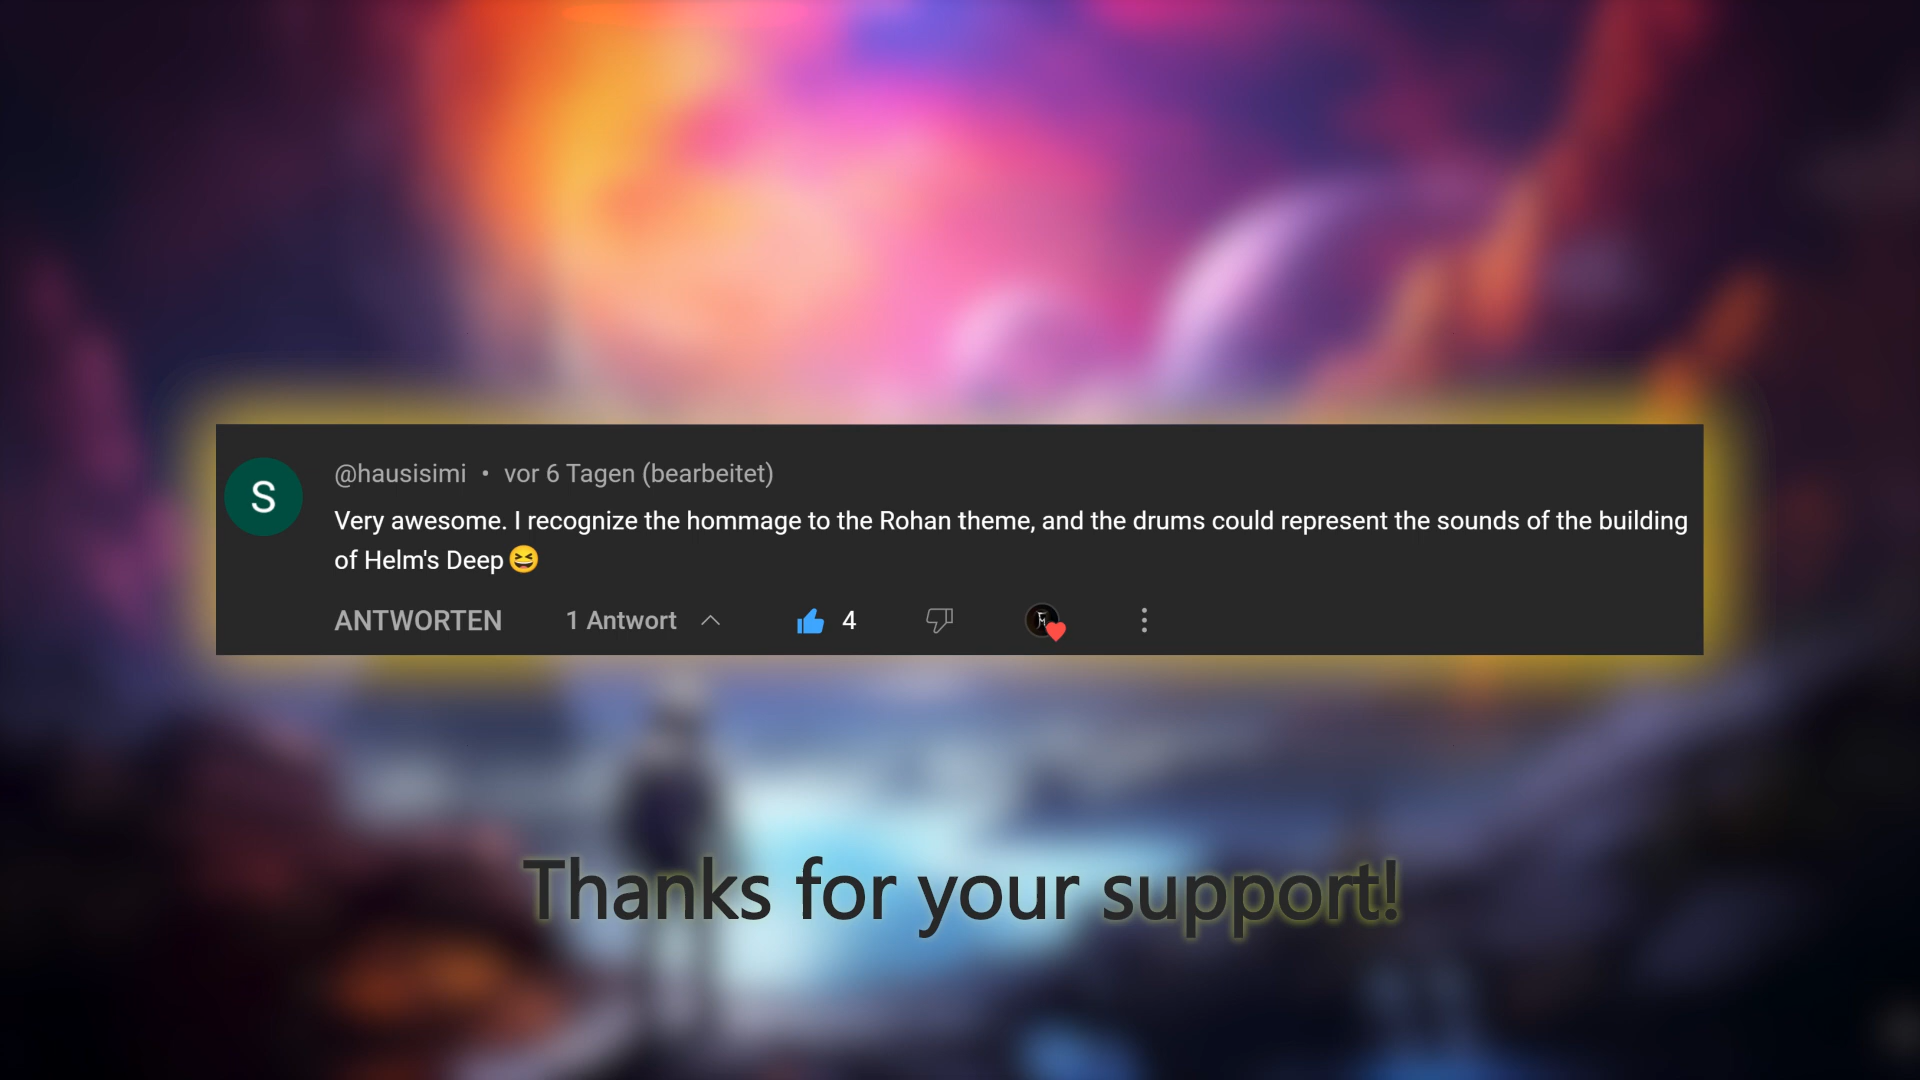 S
@hausisimi • vor 6 Tagen (bearbeitet)
Very awesome. I recognize the hommage to the Rohan theme, and the drums could represent the sounds of the building
of Helm's Deep😆
ANTWORTEN 1 Antwort 4
Thanks for your support!